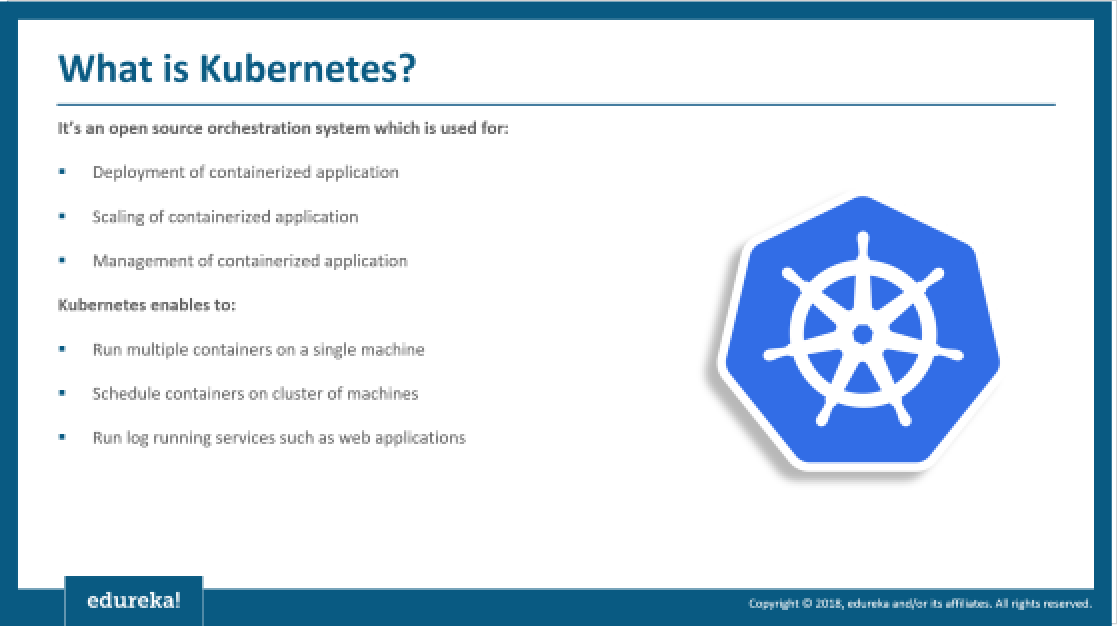 What is Kubernetes?
It's an open source orchestration system which is used for:
▪ Deployment of containerized application
▪ Scaling of containerized application
▪ Management of containerized application
Kubernetes enables to:
▪ Run multiple containers on a single machine
▪ Schedule containers on cluster of machines
▪ Run log running services such as web applications
edureka!
Copyright © 2018, edureka and/or its affiliates. All rights reserved.